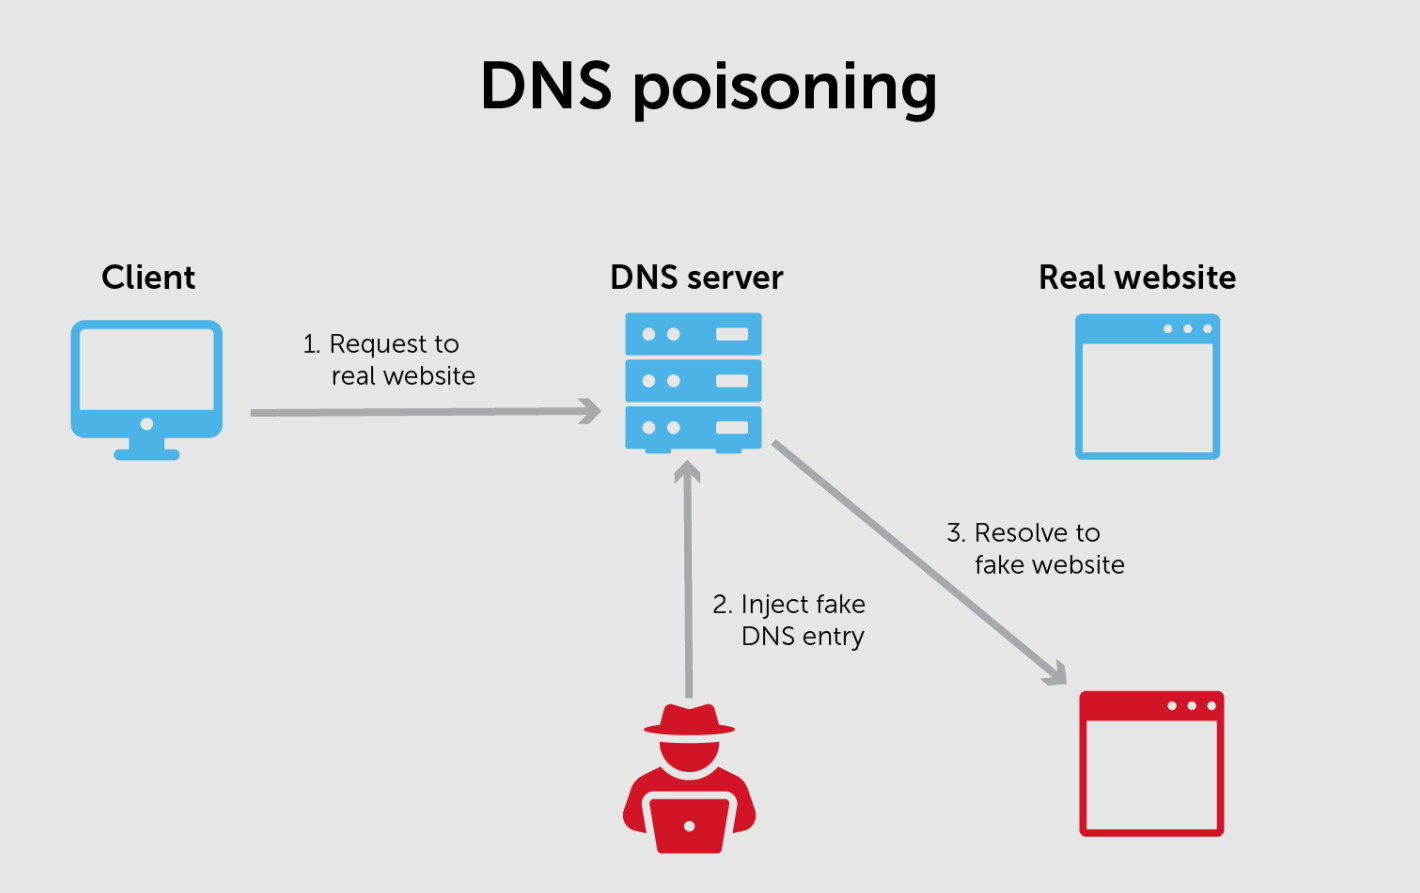 DNS poisoning
Client
DNS server
Real website
1. Request to
real website
3. Resolve to
fake website
2. Inject fake
DNS entry